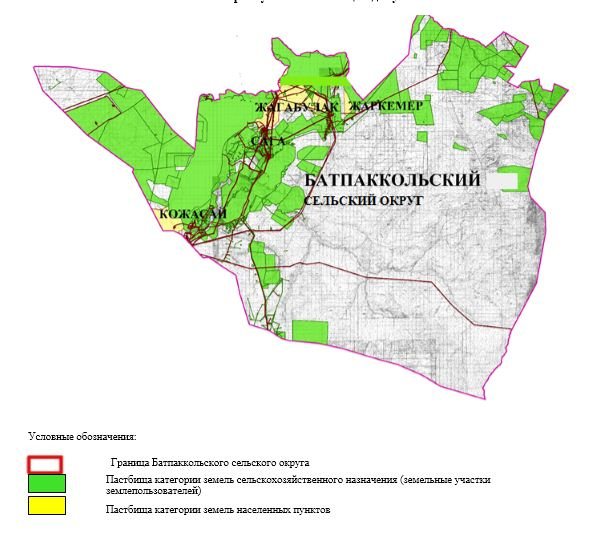 ЖАГАБУЛАК ЖАРКЕМЕР
САГА
БАТПАККОЛЬСКИЙ
СЕЛЬСКИЙ ОКРУГ
КОЖАСАЙ
Условные обозначения:
Граница Батпаккольского сельского округа
Пастбища категории земель сельскохозяйственного назначения (земельные участки
землепользователей)
Пастбища категории земель населенных пунктов